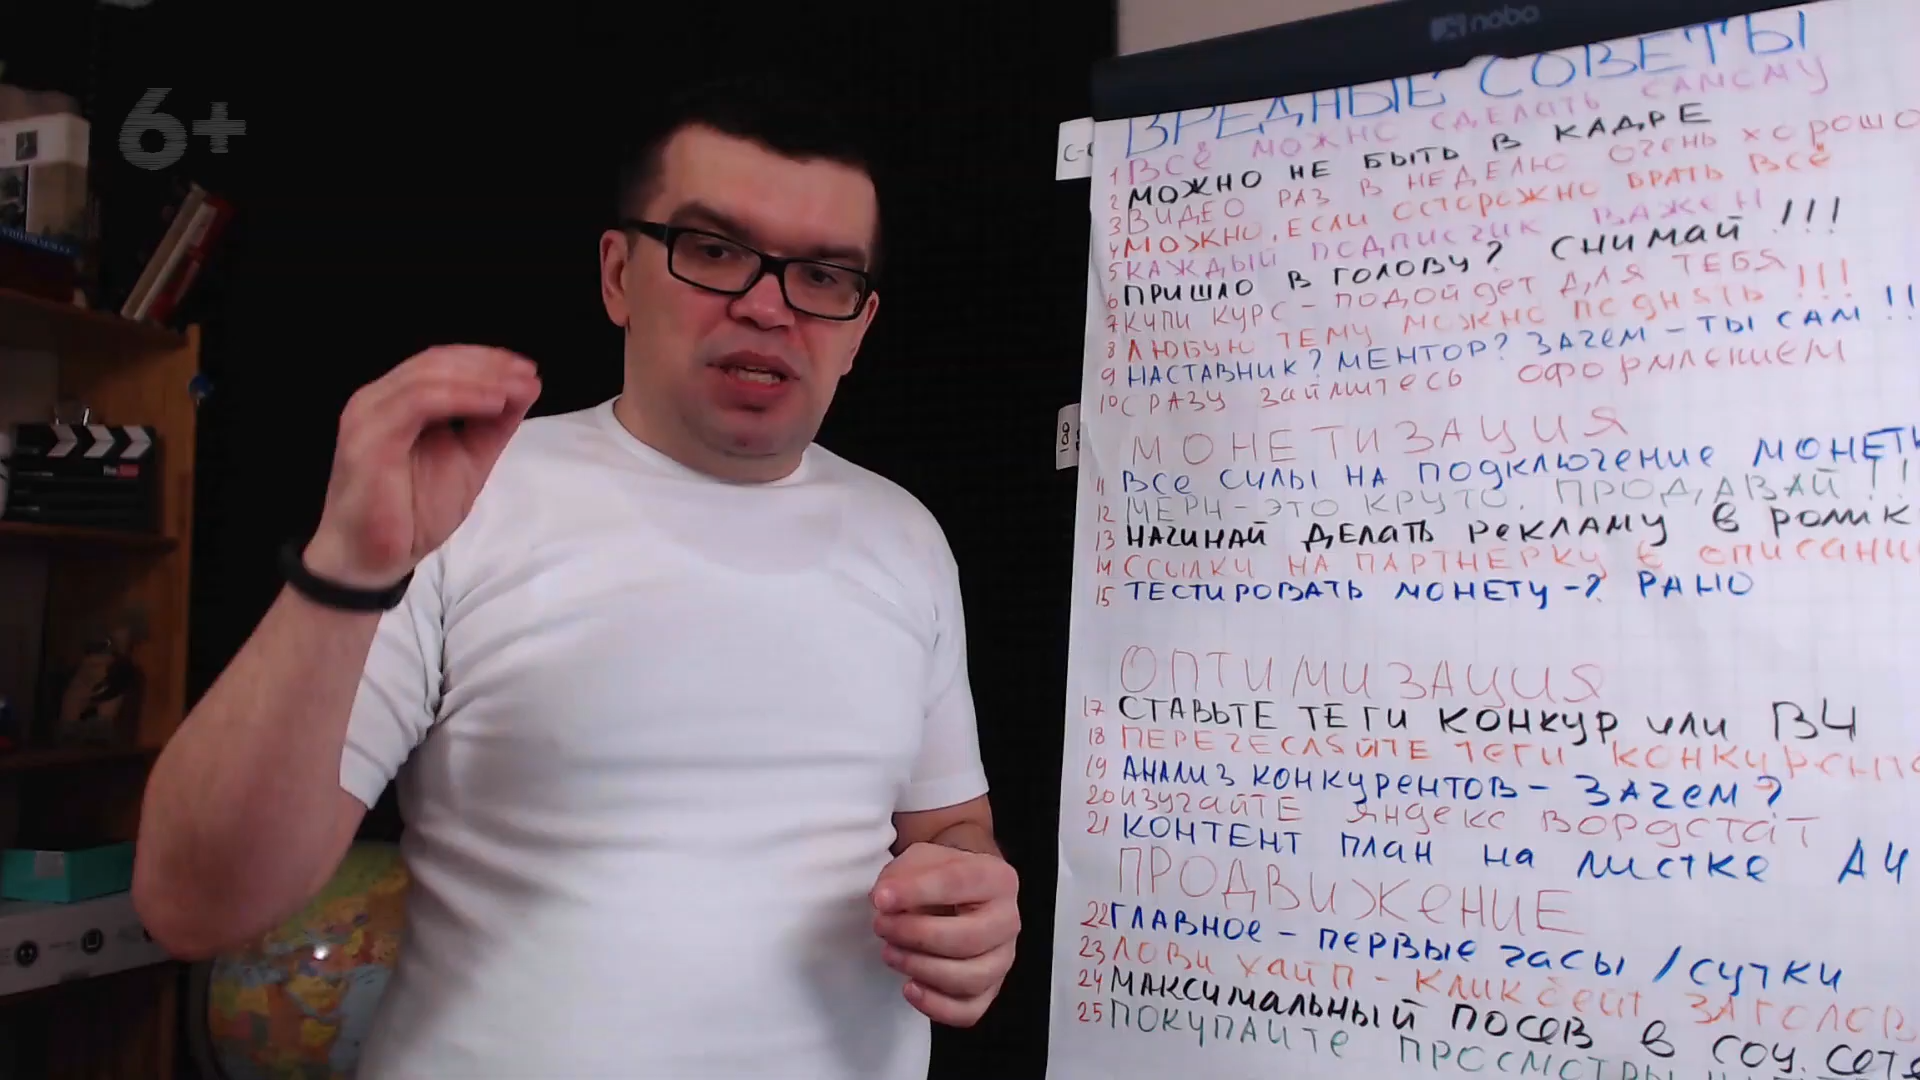 6+
nobo
ВРЕДНЫЕ СОВЕТЫ
1 ВСЁ МОЖНО СДЕЛАТЬ САМОМУ
2 МОЖНО НЕ БЫТЬ В КАДРЕ
3 ВИДЕО РАЗ В НЕДЕЛЮ ОЧЕНЬ ХОРОШО
4 МОЖНО, ЕСЛИ ОСТОРОЖНО БРАТЬ ВСЁ
5 КАЖДЫЙ ПОДПИСЧИК ВАЖЕН
6 ПРИШЛО В ГОЛОВУ? СНИМАЙ !!!
7 КУПИ КУРС - ПОДОЙДЕТ ДЛЯ ТЕБЯ
8 ЛЮБУЮ ТЕМУ МОЖНО ПОДНЯТЬ !!!
9 НАСТАВНИК? МЕНТОР? ЗАЧЕМ - ТЫ САМ !!
10 СРАЗУ ЗАЙМИТЕСЬ ОФОРМЛЕНИЕМ
МОНЕТИЗАЦИЯ
11 ВСЕ СИЛЫ НА ПОДКЛЮЧЕНИЕ МОНЕТИ
12 МЕРЧ - ЭТО КРУТО. ПРОДАВАЙ !!
13 НАЧИНАЙ ДЕЛАТЬ РЕКЛАМУ В РОЛИК
14 ССЫЛКИ НА ПАРТНЕРКУ В ОПИСАНИ
15 ТЕСТИРОВАТЬ МОНЕТУ - ? РАНО
ОПТИМИЗАЦИЯ
17 СТАВЬТЕ ТЕГИ КОНКУР ИЛИ ВЧ
18 ПЕРЕЧЕСЛЯЙТЕ ТЕГИ КОНКУРЕНТО
19 АНАЛИЗ КОНКУРЕНТОВ - ЗАЧЕМ?
20 ИЗУЧАЙТЕ ЯНДЕКС ВОРДСТАТ
21 КОНТЕНТ ПЛАН НА ЛИСТКЕ А4
ПРОДВИЖЕНИЕ
22 ГЛАВНОЕ - ПЕРВЫЕ ЧАСЫ / СУТКИ
23 ЛОВИ ХАЙП - КЛИКБЕЙТ ЗАГОЛОВ
24 МАКСИМАЛЬНЫЙ ПОСЕВ В СОЦ. СЕТЯ
25 ПОКУПАЙТЕ ПРОСМОТРЫ